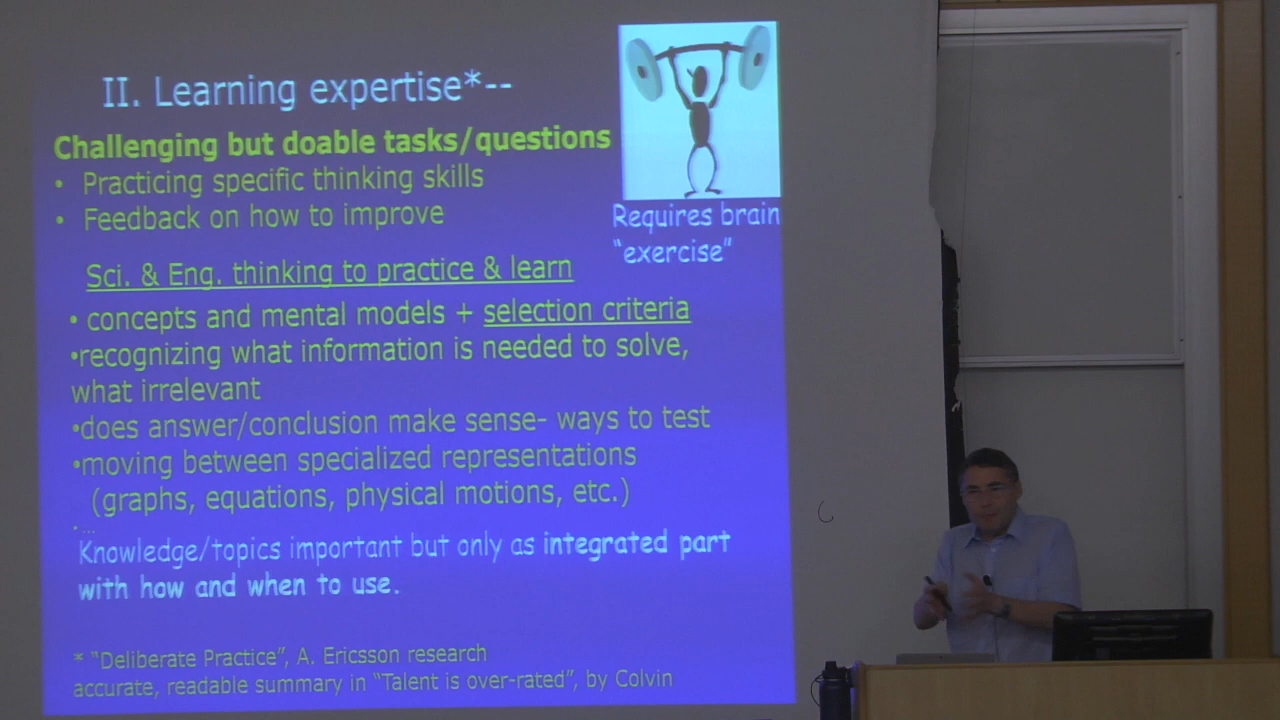 II. Learning expertise*--
Challenging but doable tasks/questions
• Practicing specific thinking skills
• Feedback on how to improve
Requires brain
“exercise”
Sci. & Eng. thinking to practice & learn
• concepts and mental models + selection criteria
•recognizing what information is needed to solve,
what irrelevant
•does answer/conclusion make sense- ways to test
•moving between specialized representations
(graphs, equations, physical motions, etc.)
• ...
Knowledge/topics important but only as integrated part
with how and when to use.
* “Deliberate Practice”, A. Ericsson research
accurate, readable summary in “Talent is over-rated”, by Colvin